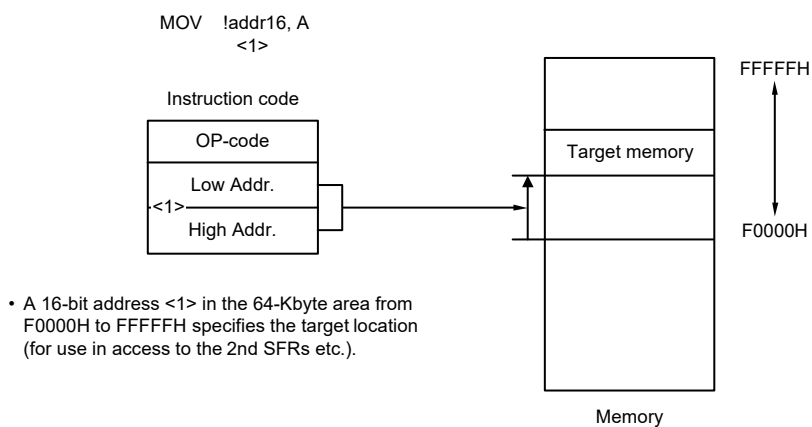 MOV !addr16, A
<1>
Instruction code
OP-code
Low Addr.
<1>
High Addr.
FFFFFH
Target memory
F0000H
• A 16-bit address <1> in the 64-Kbyte area from
F0000H to FFFFFH specifies the target location
(for use in access to the 2nd SFRs etc.).
Memory